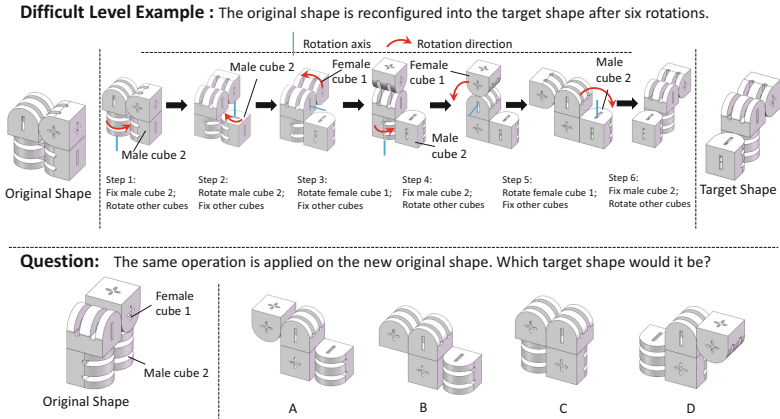 Difficult Level Example : The original shape is reconfigured into the target shape after six rotations.
Rotation axis
Rotation direction
Male cube 2
Female
cube 1
Female
cube 1
Male
cube 2
Male cube 2
Male
cube 2
Original Shape
Target Shape
Step 1:
Fix male cube 2;
Rotate other cubes
Step 2:
Rotate male cube 2;
Fix other cubes
Step 3:
Rotate female cube 1;
Fix other cubes
Step 4:
Fix male cube 2;
Rotate other cubes
Step 5:
Rotate female cube 1;
Fix other cubes
Step 6:
Fix male cube 2;
Rotate other cubes
Question: The same operation is applied on the new original shape. Which target shape would it be?
Female
cube 1
Male cube 2
Original Shape
A
B
C
D